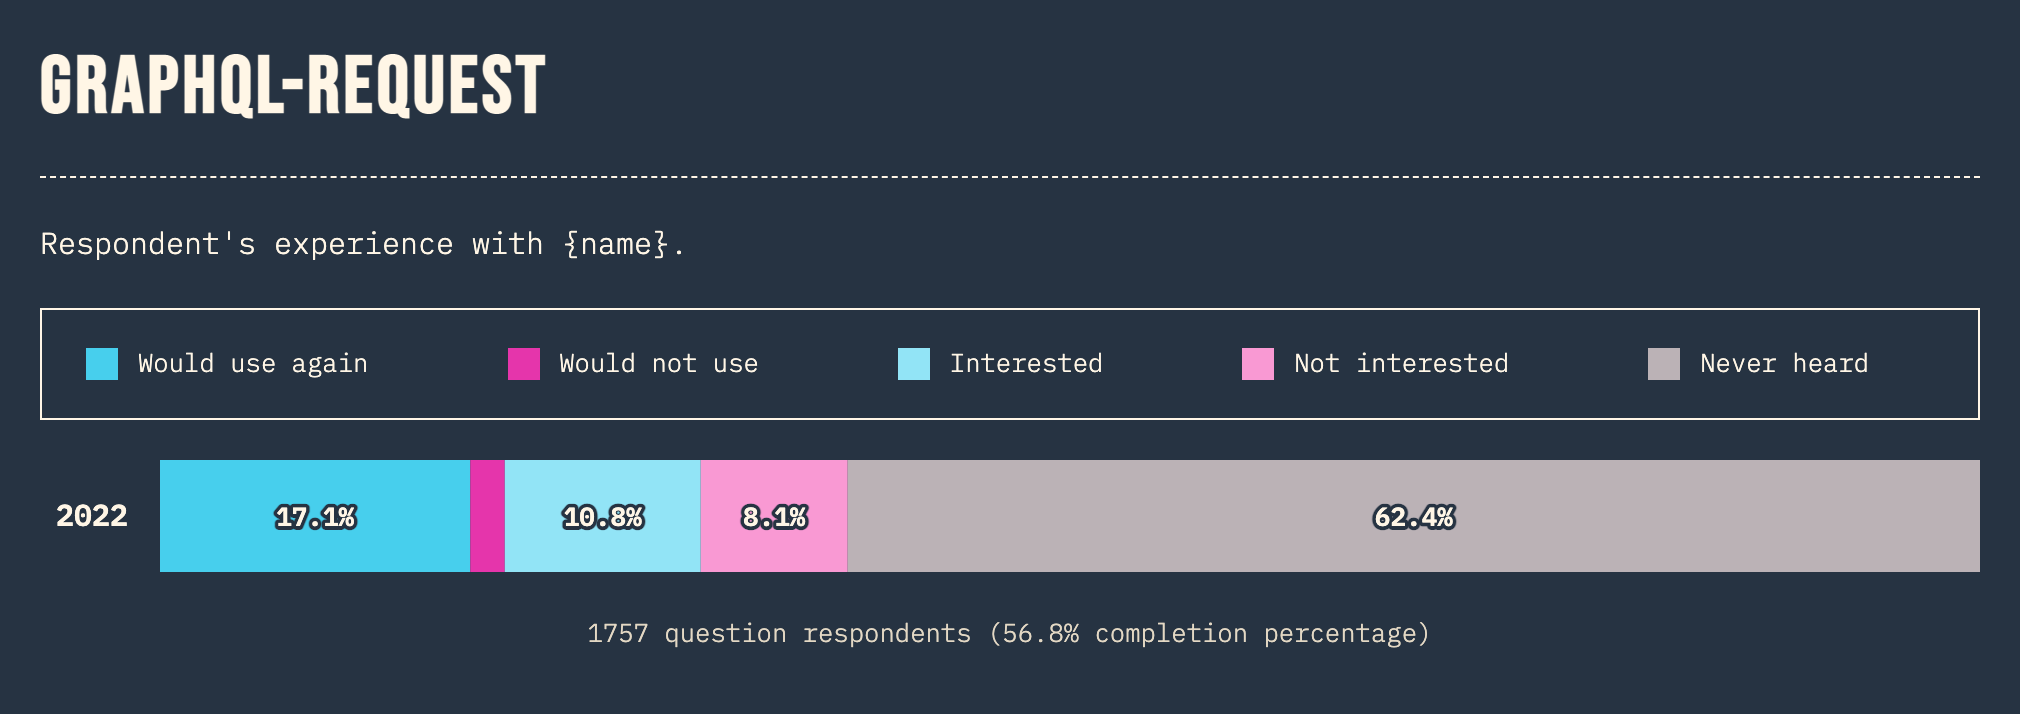 GRAPHQL-REQUEST
Respondent's experience with {name}.
Would use again Would not use Interested Not interested Never heard
2022 17.1% 10.8% 8.1% 62.4%
1757 question respondents (56.8% completion percentage)